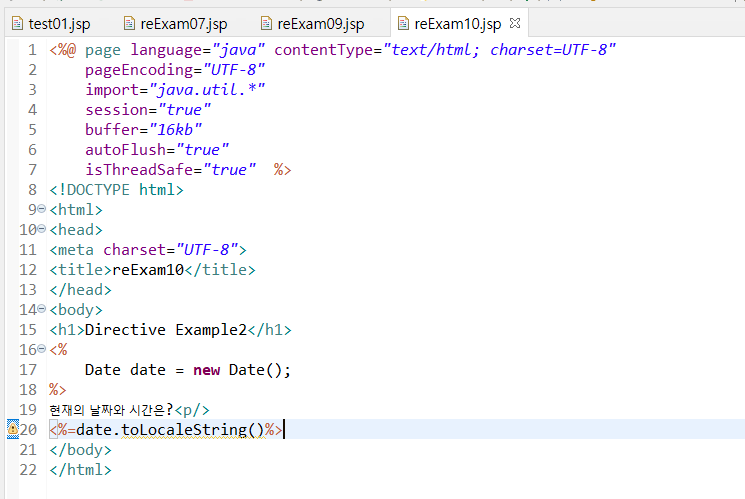 test01.jsp reExam07.jsp reExam09.jsp reExam10.jsp
1 <%@ page language="java" contentType="text/html; charset=UTF-8"
2     pageEncoding="UTF-8"
3     import="java.util.*"
4     session="true"
5     buffer="16kb"
6     autoFlush="true"
7     isThreadSafe="true"  %>
8 <!DOCTYPE html>
9 <html>
10 <head>
11 <meta charset="UTF-8">
12 <title>reExam10</title>
13 </head>
14 <body>
15 <h1>Directive Example2</h1>
16 <%
17     Date date = new Date();
18 %>
19 현재의 날짜와 시간은?<p/>
20 <%=date.toLocaleString()%>
21 </body>
22 </html>